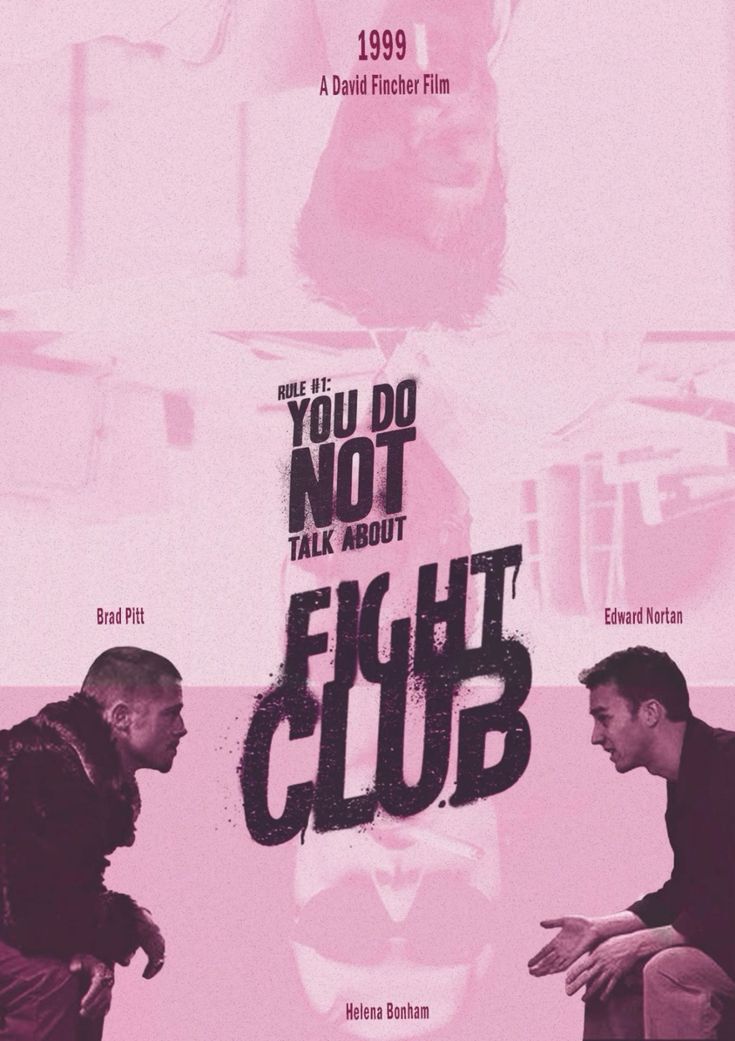 1999
A David Fincher Film
RULE #1:
YOU DO
NOT
TALK ABOUT
FIGHT
CLUB
Brad Pitt
Edward Nortan
Helena Bonham